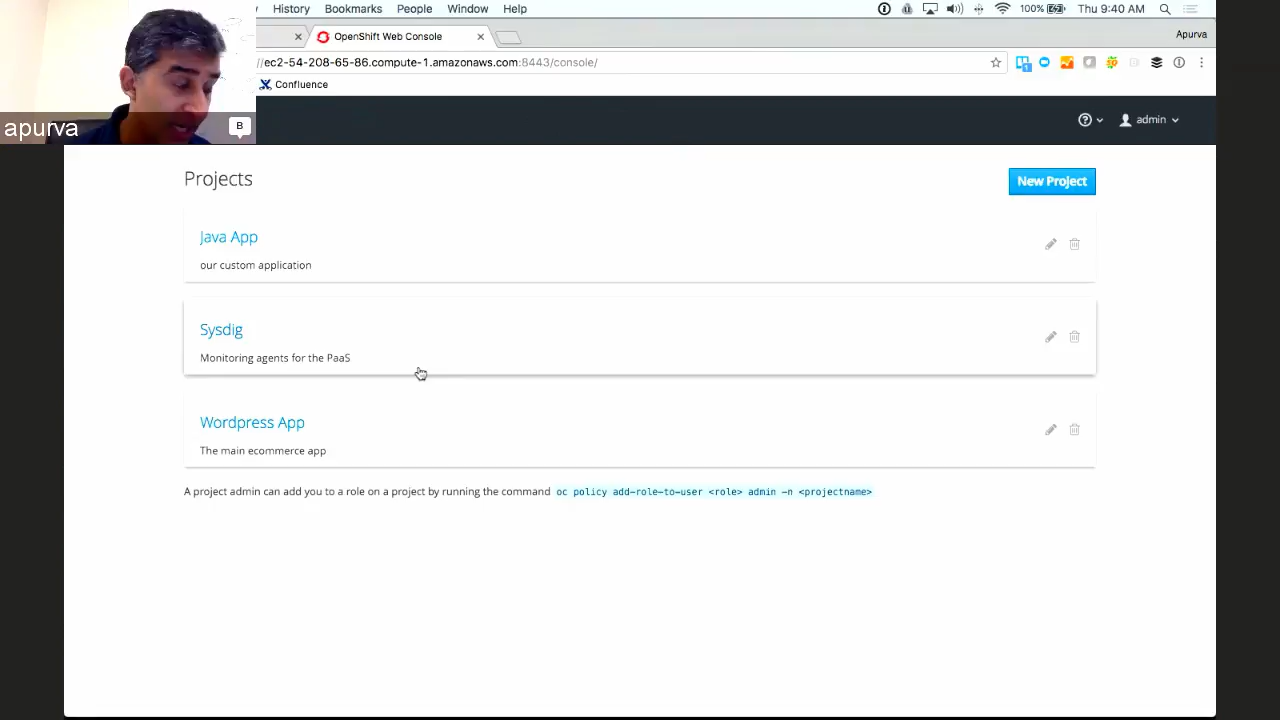 History Bookmarks People Window Help 100% Thu 9:40 AM
OpenShift Web Console Apurva
//ec2-54-208-65-86.compute-1.amazonaws.com:8443/console/
Confluence
apurva B
admin
Projects
New Project
Java App
our custom application
Sysdig
Monitoring agents for the PaaS
Wordpress App
The main ecommerce app
A project admin can add you to a role on a project by running the command oc policy add-role-to-user <role> admin -n <projectname>